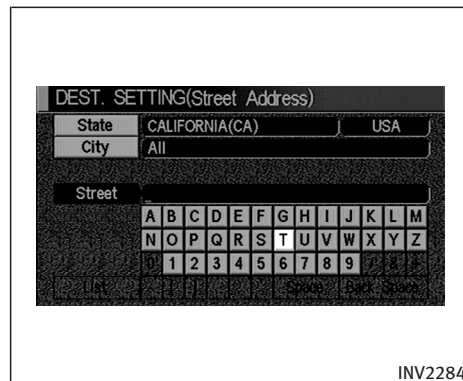 DEST. SETTING(Street Address)
State CALIFORNIA(CA) USA
City All
Street _
A B C D E F G H I J K L M
N O P Q R S T U V W X Y Z
0 1 2 3 4 5 6 7 8 9 / &
List Space Back Space
INV2284